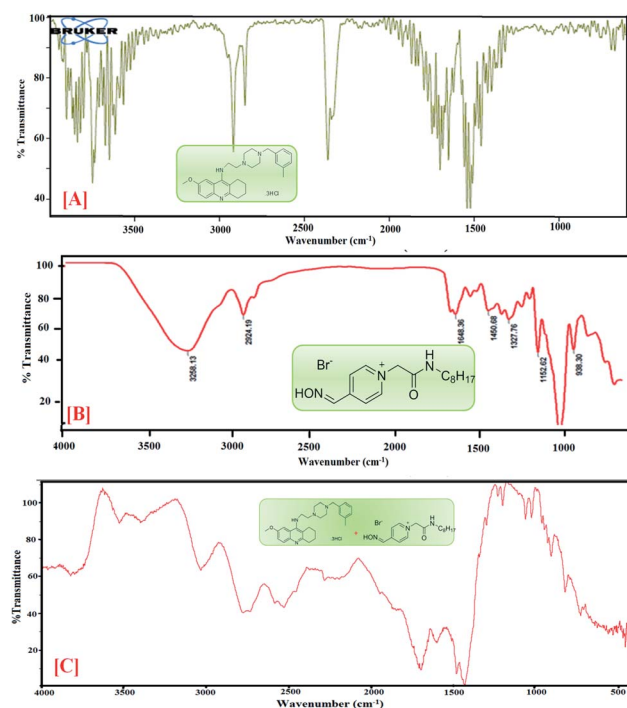 BRUKER
% Transmittance
100
80
60
40
HN
N
N
O
N
3HCl
[A]
3500
3000
2500
2000
1500
1000
Wavenumber (cm-1)
% Transmittance
100
80
60
40
20
3258.13
2924.19
1648.36
1450.68
1327.76
1152.62
938.30
Br-
N+
H
N
C8H17
O
HON
[B]
4000
3500
3000
2500
2000
1500
1000
Wavenumber (cm-1)
%Transmittance
100
80
60
40
20
0
HN
N
N
O
N
3HCl
+
Br-
HON
N
H
N
C8H17
O
[C]
4000
3500
3000
2500
2000
1500
1000
500
Wavenumber (cm-1)